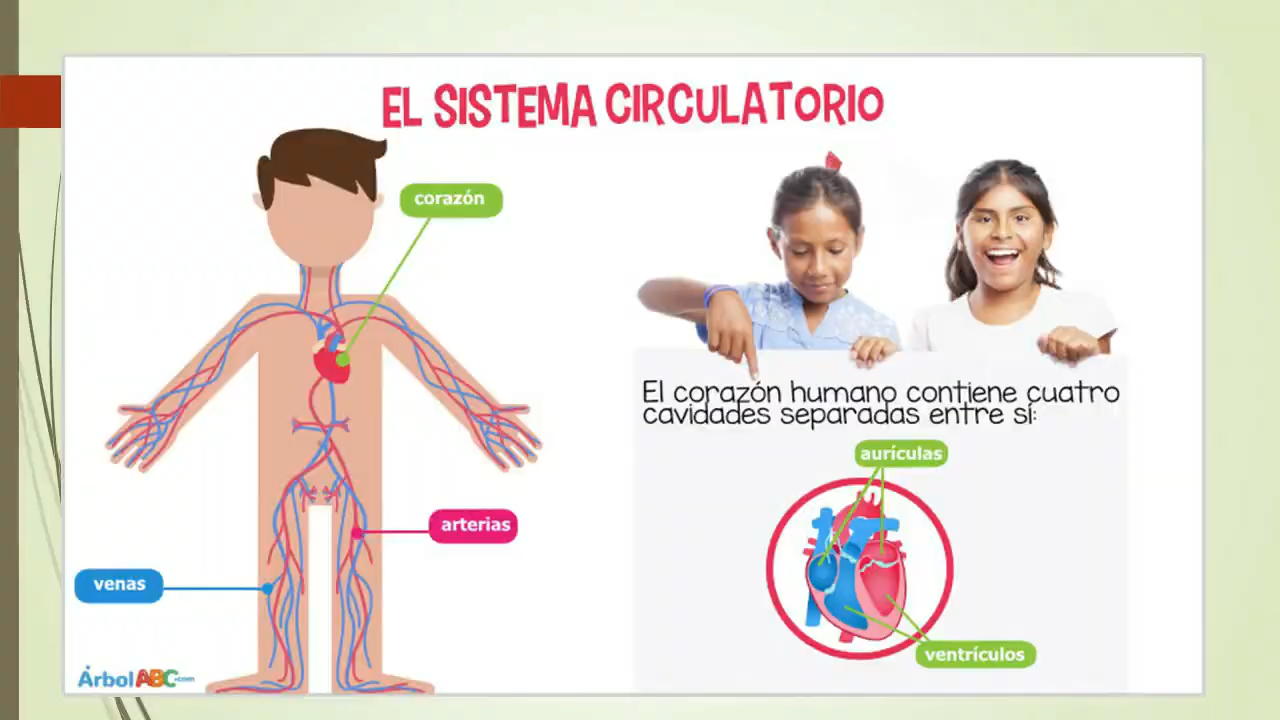 EL SISTEMA CIRCULATORIO
corazón
El corazón humano contiene cuatro
cavidades separadas entre sí:
aurículas
arterias
venas
ventrículos
ÁrbolABC.com